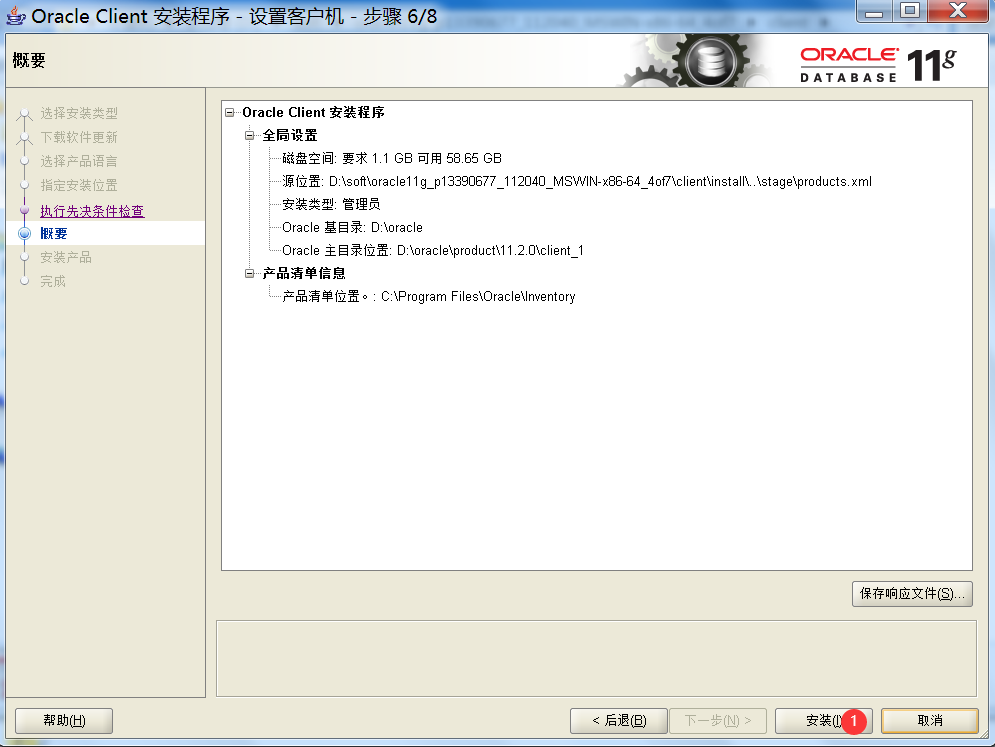 Oracle Client 安装程序 - 设置客户机 - 步骤 6/8
概要
ORACLE
DATABASE
11g
选择安装类型
下载软件更新
选择产品语言
指定安装位置
执行先决条件检查
概要
安装产品
完成
Oracle Client 安装程序
全局设置
磁盘空间: 要求 1.1 GB 可用 58.65 GB
源位置: D:\soft\oracle11g_p13390677_112040_MSWIN-x86-64_4of7\client\install\..\stage\products.xml
安装类型: 管理员
Oracle 基目录: D:\oracle
Oracle 主目录位置: D:\oracle\product\11.2.0\client_1
产品清单信息
产品清单位置。: C:\Program Files\Oracle\Inventory
保存响应文件(S)...
帮助(H)
< 后退(B)
下一步(N) >
安装(I
1
取消